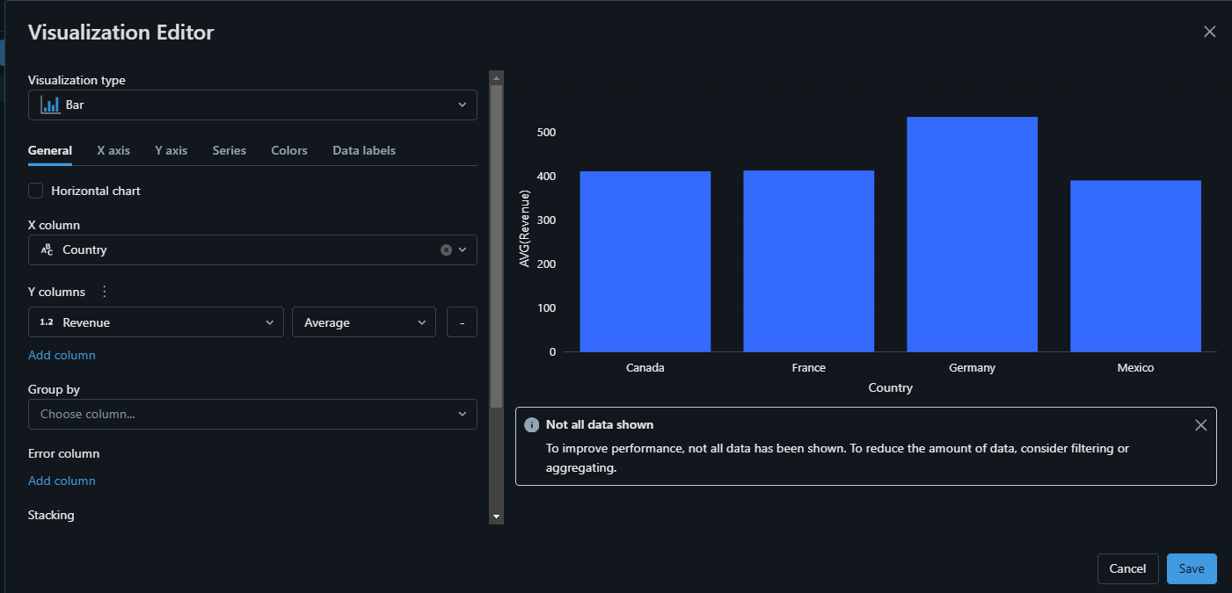 Visualization Editor
Visualization type
Bar
General X axis Y axis Series Colors Data labels
Horizontal chart
X column
ABC Country
Y columns
1.2 Revenue Average -
Add column
Group by
Choose column...
Error column
Add column
Stacking
500
400
300
200
100
0
AVG(Revenue)
Canada France Germany Mexico
Country
Not all data shown
To improve performance, not all data has been shown. To reduce the amount of data, consider filtering or
aggregating.
Cancel Save